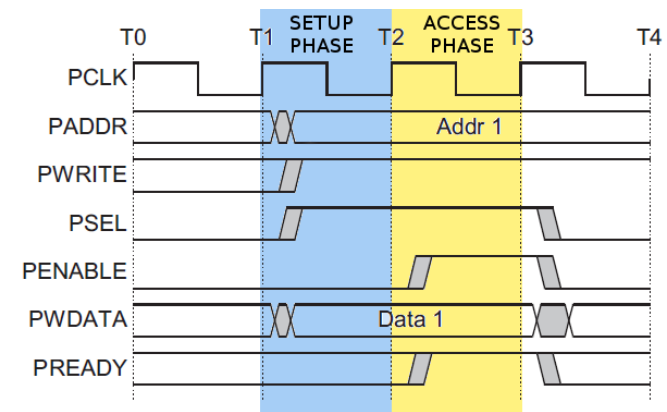 SETUP PHASE
ACCESS PHASE
T0 T1 T2 T3 T4
PCLK
PADDR Addr 1
PWRITE
PSEL
PENABLE
PWDATA Data 1
PREADY